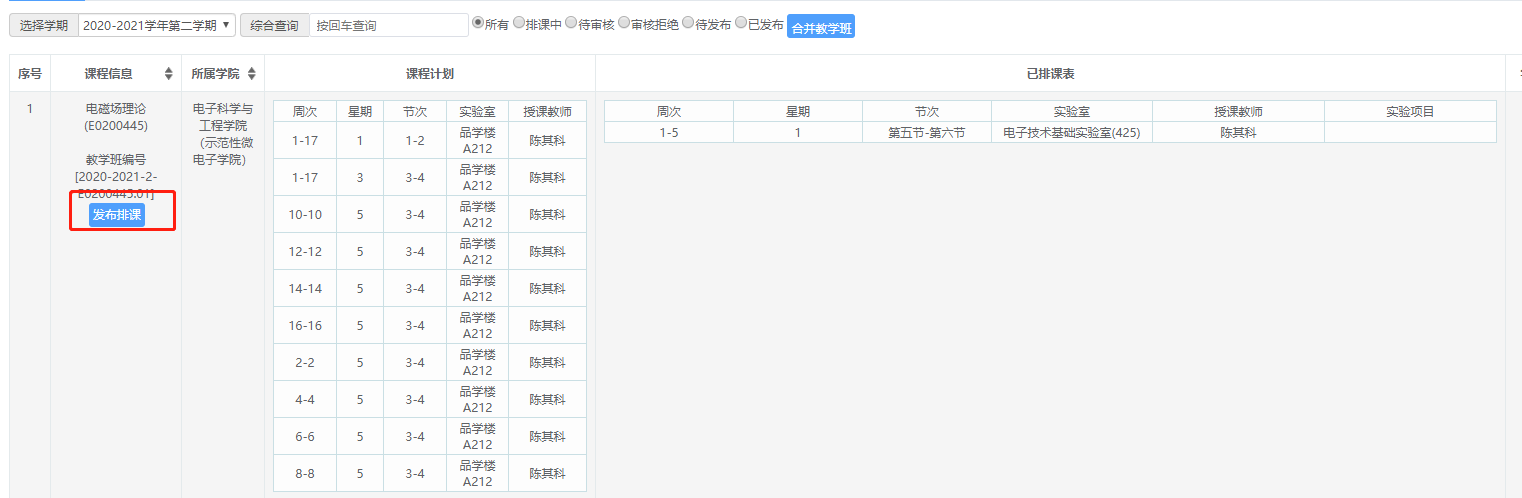 选择学期 2020-2021学年第二学期 综合查询 按回车查询 所有 排课中 待审核 审核拒绝 待发布 已发布 合并教学班
序号 课程信息 所属学院 课程计划 已排课表
1
电磁场理论
(E0200445)
教学班编号
[2020-2021-2-
E0200445.01]
发布排课
电子科学与
工程学院
（示范性微
电子学院）
周次 星期 节次 实验室 授课教师
1-17 1 1-2 品学楼
A212 陈其科
1-17 3 3-4 品学楼
A212 陈其科
10-10 5 3-4 品学楼
A212 陈其科
12-12 5 3-4 品学楼
A212 陈其科
14-14 5 3-4 品学楼
A212 陈其科
16-16 5 3-4 品学楼
A212 陈其科
2-2 5 3-4 品学楼
A212 陈其科
4-4 5 3-4 品学楼
A212 陈其科
6-6 5 3-4 品学楼
A212 陈其科
8-8 5 3-4 品学楼
A212 陈其科
周次 星期 节次 实验室 授课教师 实验项目
1-5 1 第五节-第六节 电子技术基础实验室(425) 陈其科